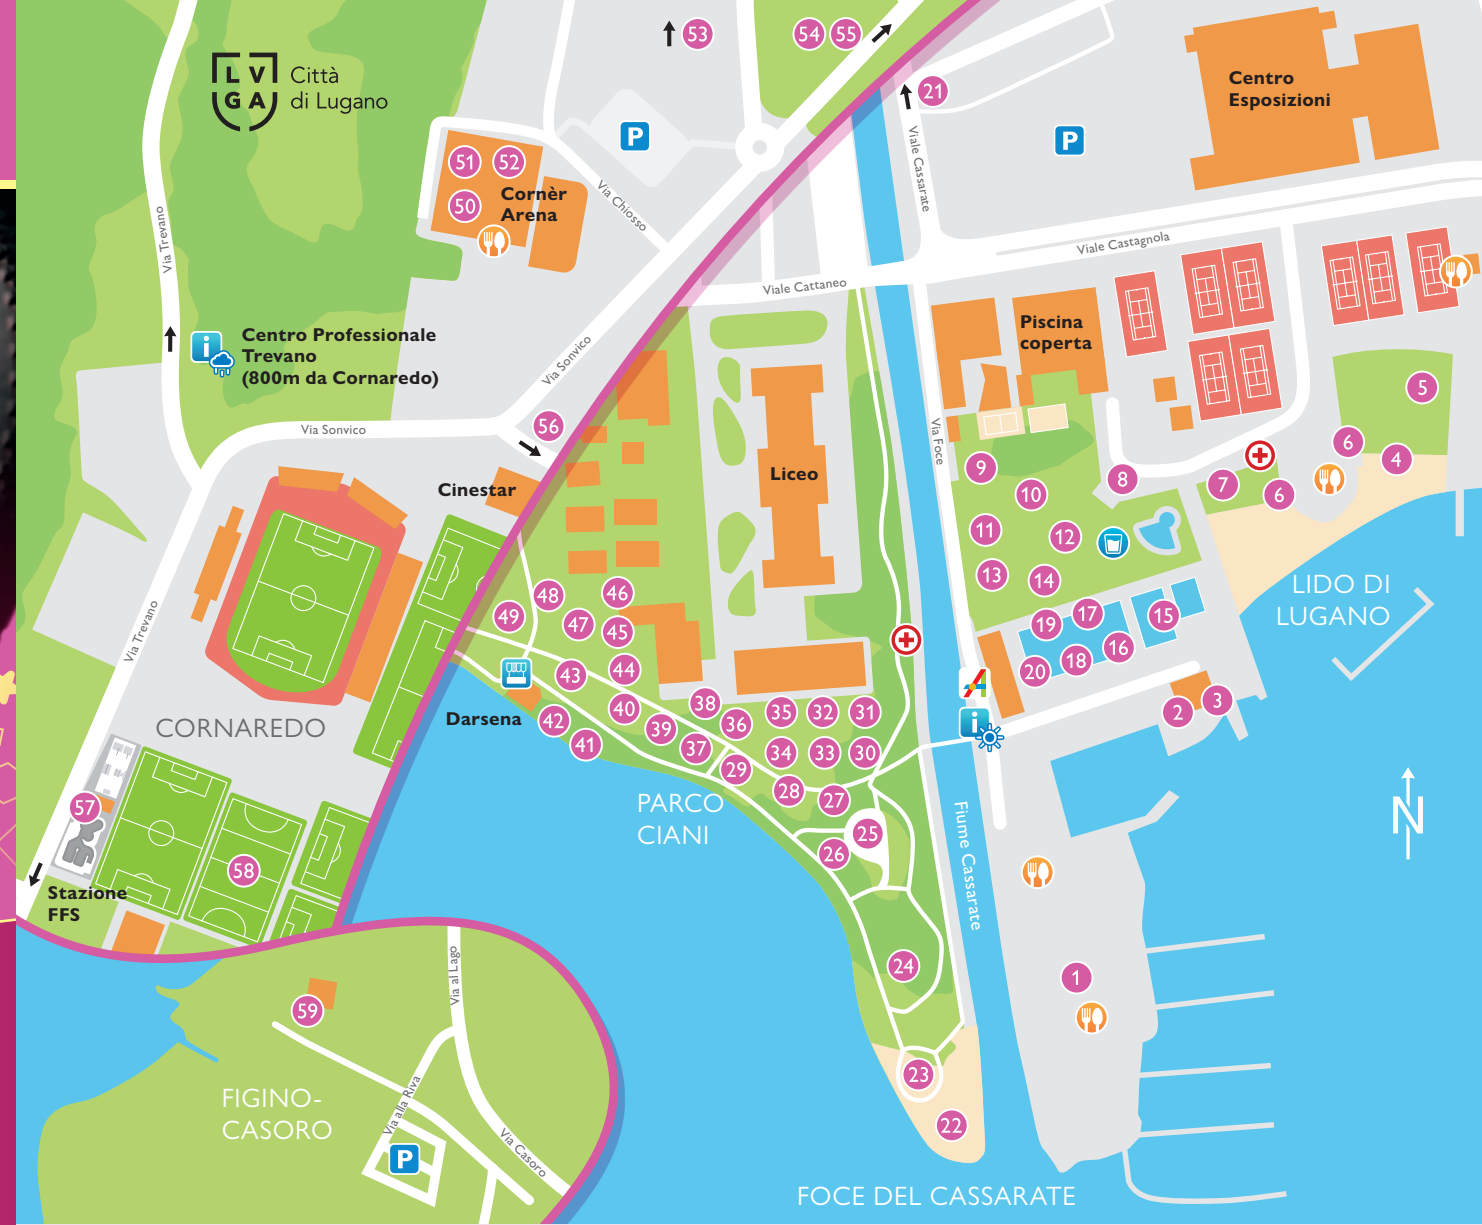 LV
GA
Città
di Lugano
53
54
55
21
Centro
Esposizioni
P
P
51
52
50
Cornèr
Arena
Via Chiosso
Viale Cassarate
Via Trevano
Viale Castagnola
Viale Cattaneo
i
Centro Professionale
Trevano
(800m da Cornaredo)
Piscina
coperta
Via Sonvico
Via Sonvico
56
5
Cinestar
Liceo
Via Foce
6
4
9
8
7
6
10
11
12
13
14
LIDO DI
LUGANO
48
46
49
47
45
19
17
15
16
18
20
Via Trevano
44
43
CORNAREDO
Darsena
42
41
40
39
38
37
36
35
32
31
34
33
30
29
28
27
2
3
i
PARCO
CIANI
25
26
Fiume Cassarate
N
57
58
Stazione
FFS
24
1
59
Via al Lago
23
22
FIGINO-
CASORO
Via alla Riva
Via Casoro
P
FOCE DEL CASSARATE